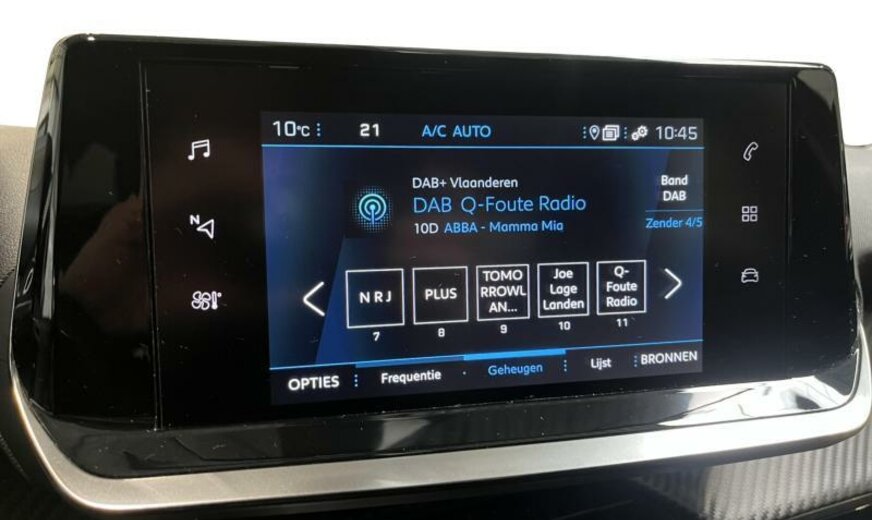 10°C 21 A/C AUTO 10:45
DAB+ Vlaanderen
DAB Q-Foute Radio
10D ABBA - Mamma Mia
Band
DAB
Zender 4/5
N
NRJ
7
PLUS
8
TOMO
RROWL
AN...
9
Joe
Lage
Landen
10
Q-
Foute
Radio
11
OPTIES Frequentie Geheugen Lijst BRONNEN